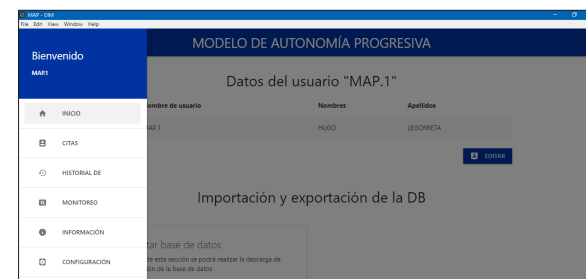 MAP - OIM
File Edit View Window Help
Bienvenido
MAP.1
MODELO DE AUTONOMÍA PROGRESIVA
Datos del usuario "MAP.1"
ombre de usuario Nombres Apellidos
MAP.1 HUGO LEGORRETA
EDITAR
INICIO
CITAS
HISTORIAL DE
MONITOREO
INFORMACIÓN
CONFIGURACIÓN
Importación y exportación de la DB
tar base de datos
de esta sección se podrá realizar la descarga de
ón de la base de datos